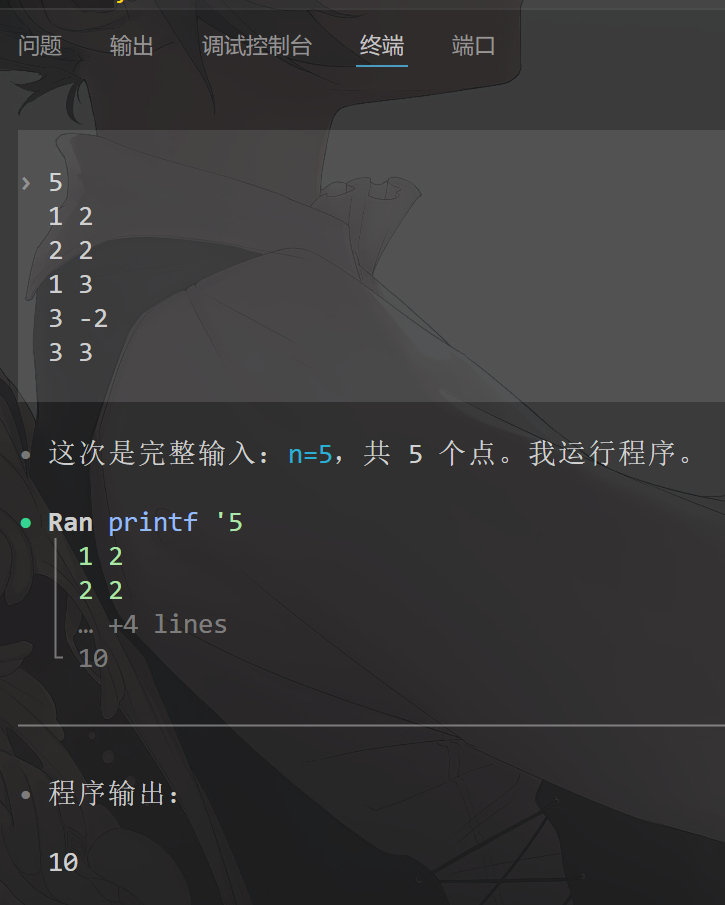 问题 输出 调试控制台 终端 端口
› 5
1 2
2 2
1 3
3 -2
3 3
• 这次是完整输入：n=5，共 5 个点。我运行程序。
• Ran printf '5
1 2
2 2
… +4 lines
10
• 程序输出：
10